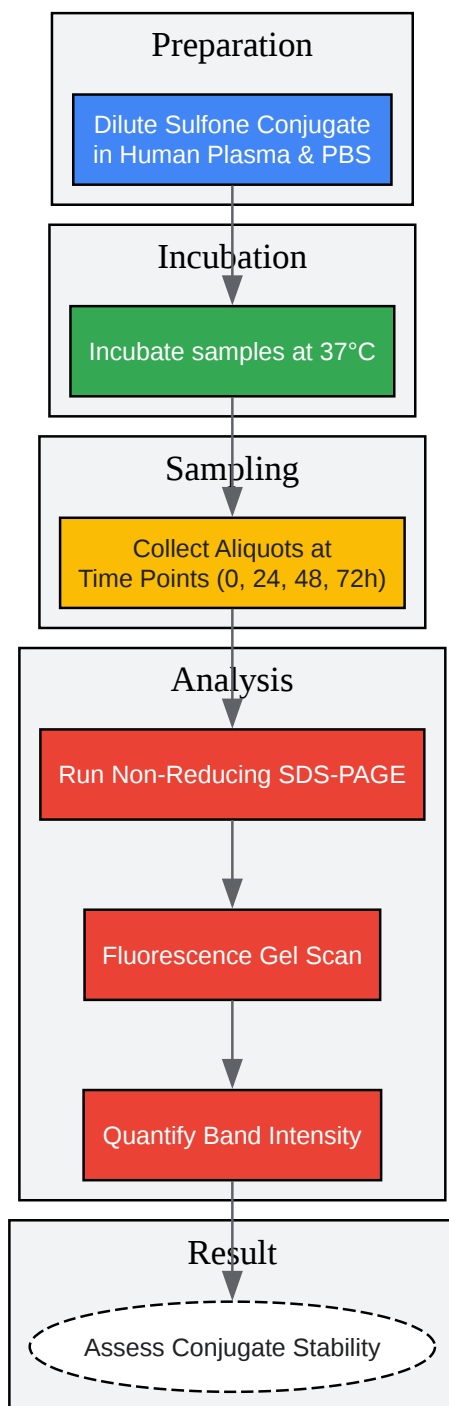 Preparation
Dilute Sulfone Conjugate
in Human Plasma & PBS
Incubation
Incubate samples at 37°C
Sampling
Collect Aliquots at
Time Points (0, 24, 48, 72h)
Analysis
Run Non-Reducing SDS-PAGE
Fluorescence Gel Scan
Quantify Band Intensity
Result
Assess Conjugate Stability